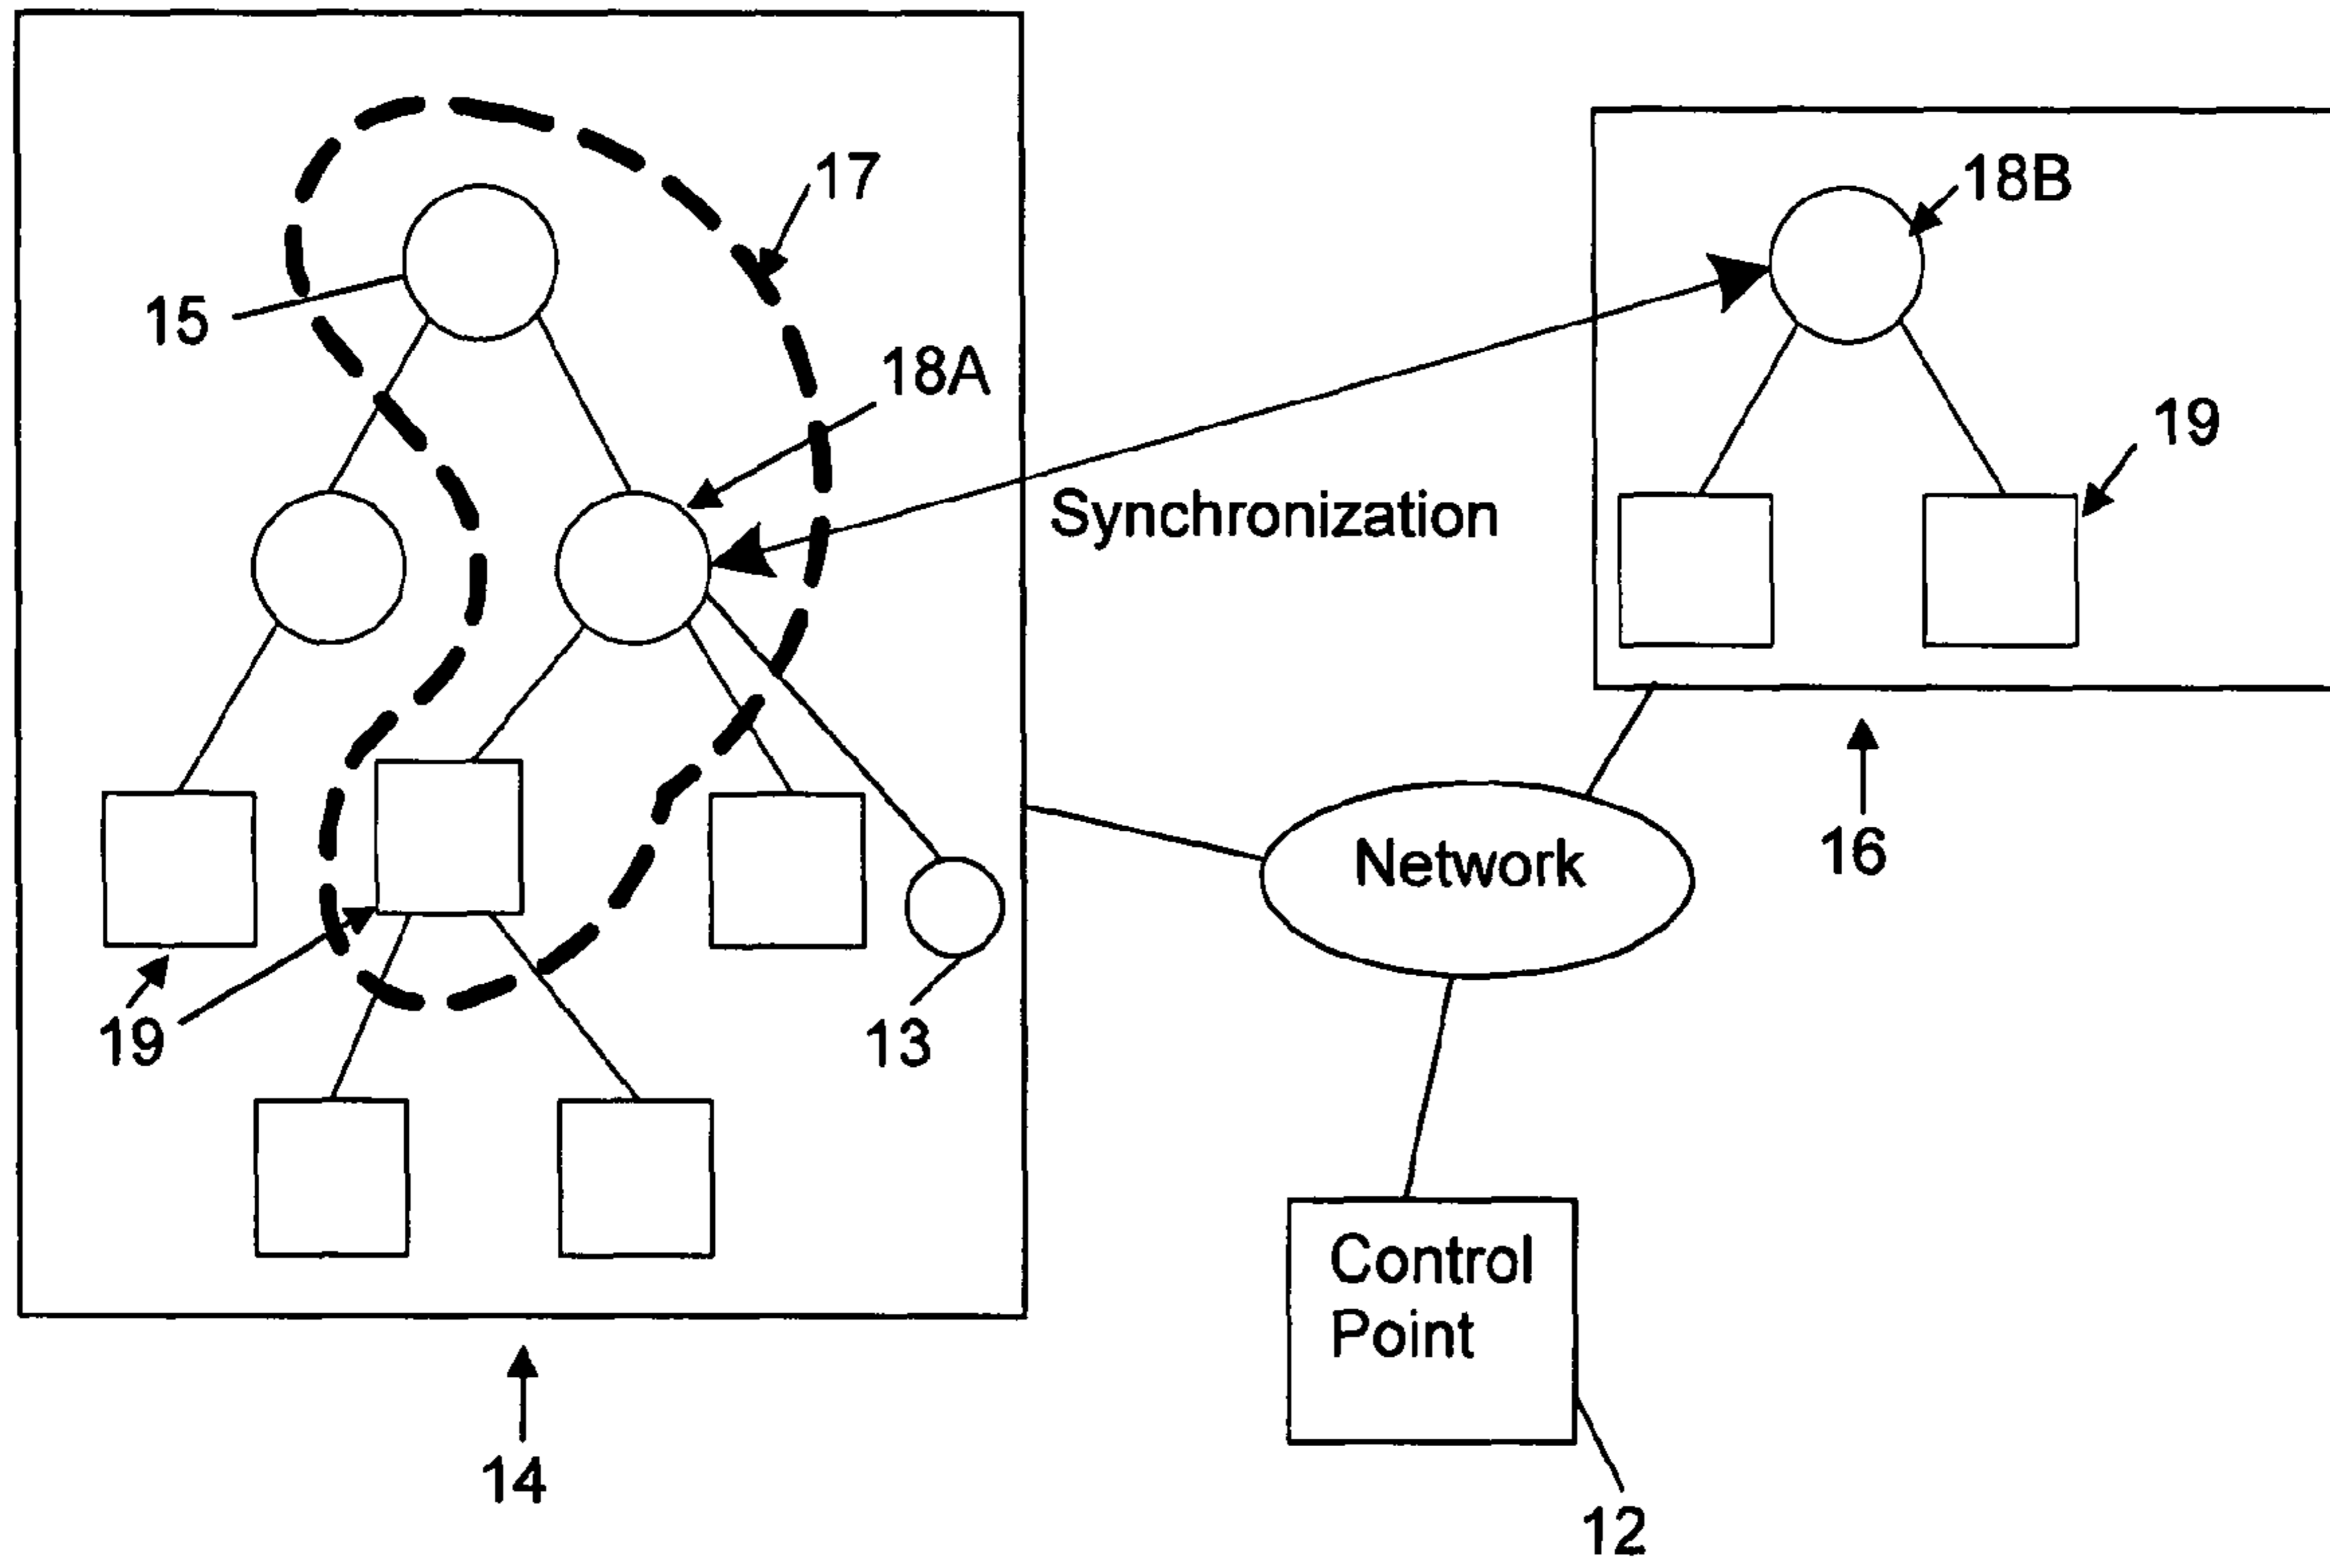 17
18B
15
18A
19
Synchronization
Network
16
19
13
Control
Point
14
12